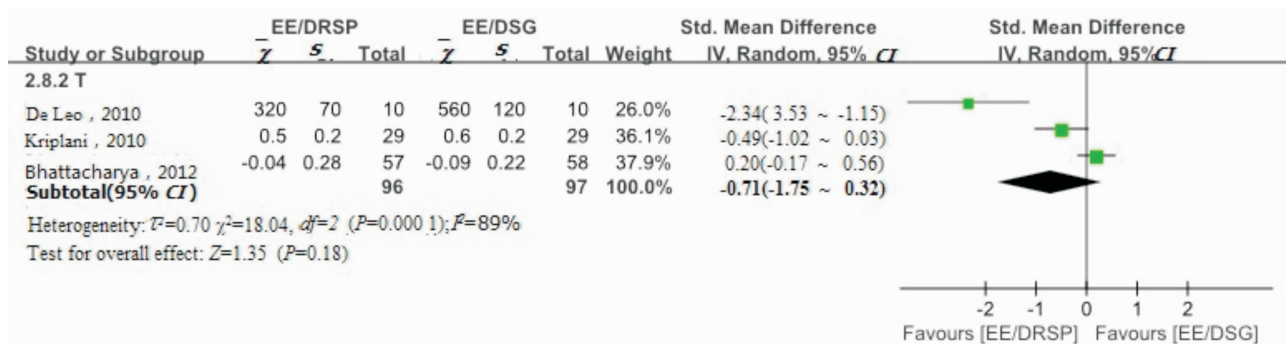 EE/DRSP EE/DSG Std. Mean Difference Std. Mean Difference
Study or Subgroup χ̄ s Total χ̄ s Total Weight IV, Random, 95% CI IV, Random, 95%CI
2.8.2 T
De Leo , 2010 320 70 10 560 120 10 26.0% -2.34( 3.53 ~ -1.15)
Kriplani , 2010 0.5 0.2 29 0.6 0.2 29 36.1% -0.49(-1.02 ~ 0.03)
Bhattacharya , 2012 -0.04 0.28 57 -0.09 0.22 58 37.9% 0.20(-0.17 ~ 0.56)
Subtotal(95% CI) 96 97 100.0% -0.71(-1.75 ~ 0.32)
Heterogeneity: τ²=0.70 χ²=18.04, df=2 (P=0.000 1);I²=89%
Test for overall effect: Z=1.35 (P=0.18)
-2 -1 0 1 2
Favours [EE/DRSP] Favours [EE/DSG]